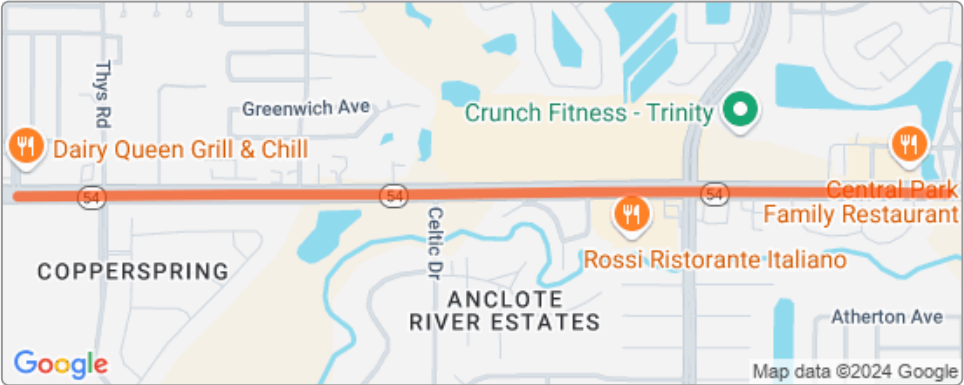 Thys Rd
Greenwich Ave
Crunch Fitness - Trinity
Dairy Queen Grill & Chill
54
54
54
Central Park
Family Restaurant
Celtic Dr
Rossi Ristorante Italiano
COPPERSPRING
ANCLOTE
RIVER ESTATES
Atherton Ave
Google
Map data ©2024 Google